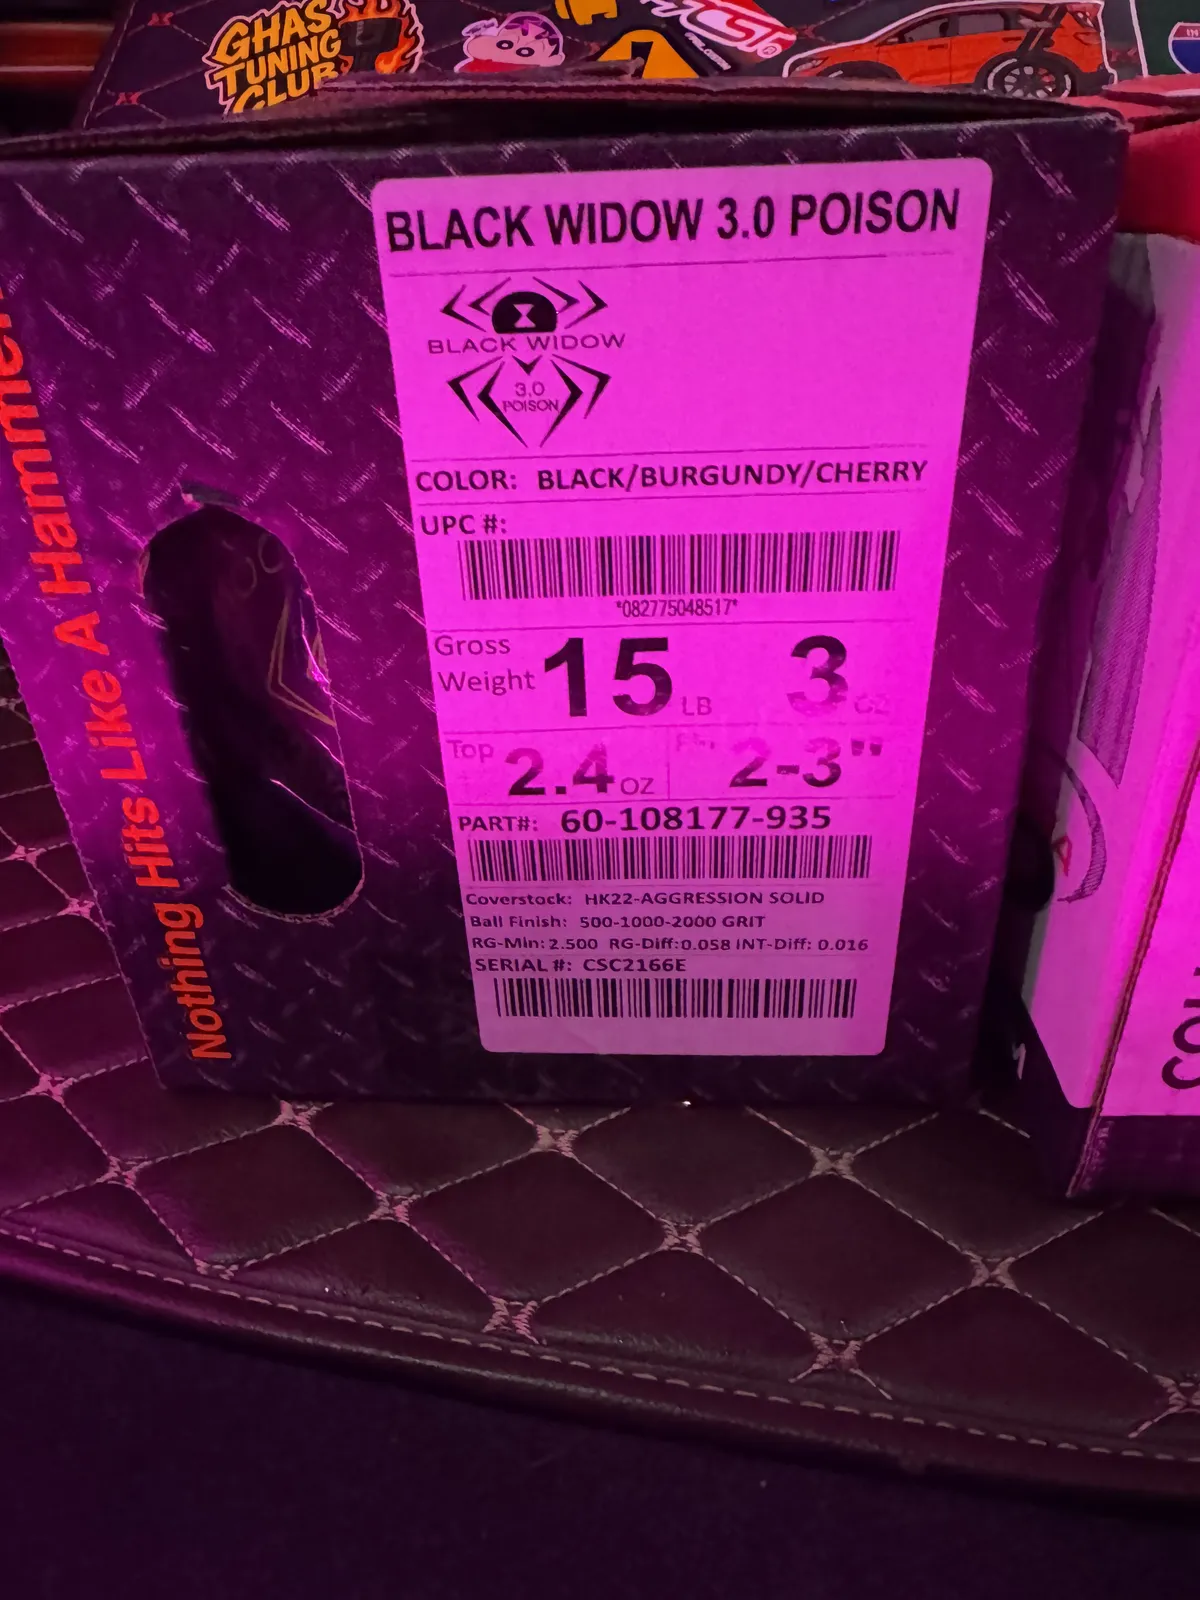 GHAS
TUNING
CLUB
BLACK WIDOW 3.0 POISON
BLACK WIDOW
3.0
POISON
COLOR: BLACK/BURGUNDY/CHERRY
UPC #:
*082775048517*
Gross
Weight 15 LB 3 oz
Top 2.4 oz Pin 2-3"
PART#: 60-108177-935
Coverstock: HK22-AGGRESSION SOLID
Ball Finish: 500-1000-2000 GRIT
RG-Min: 2.500 RG-Diff:0.058 INT-Diff: 0.016
SERIAL #: CSC2166E
Nothing Hits Like A Hammer